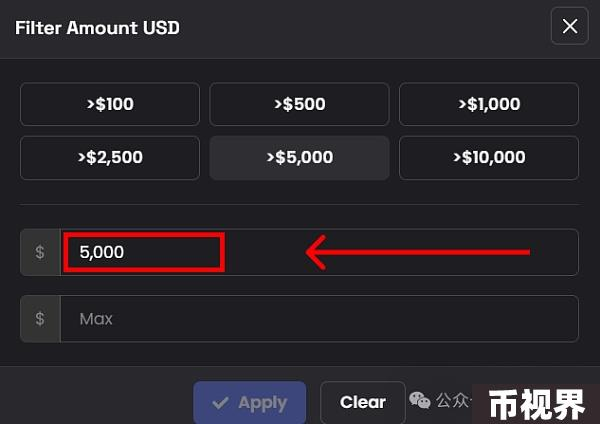 Filter Amount USD
>$100 >$500 >$1,000
>$2,500 >$5,000 >$10,000
$ 5,000
$ Max
Apply Clear 公众
币视界